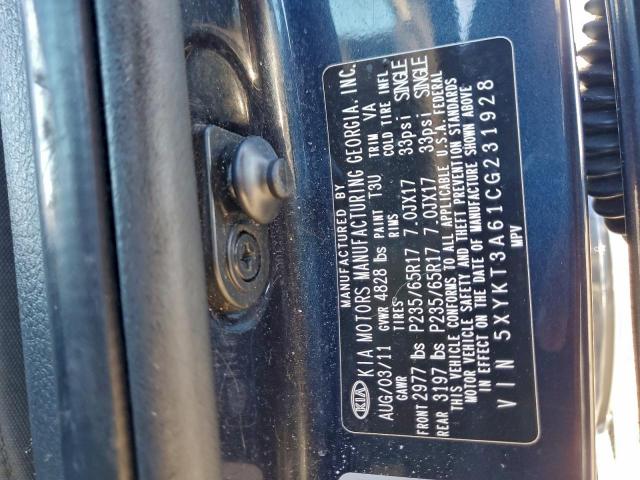 MANUFACTURED BY
KIA KIA MOTORS MANUFACTURING GEORGIA, INC.
AUG/03/11 GVWR 4828 lbs PAINT T3U TRIM VA
GAWR TIRES RIMS COLD TIRE INFL
FRONT 2977 lbs P235/65R17 7.0JX17 33psi SINGLE
REAR 3197 lbs P235/65R17 7.0JX17 33psi SINGLE
THIS VEHICLE CONFORMS TO ALL APPLICABLE U.S.A. FEDERAL
MOTOR VEHICLE SAFETY AND THEFT PREVENTION STANDARDS
IN EFFECT ON THE DATE OF MANUFACTURE SHOWN ABOVE
VIN 5XYKT3A61CG231928
MPV